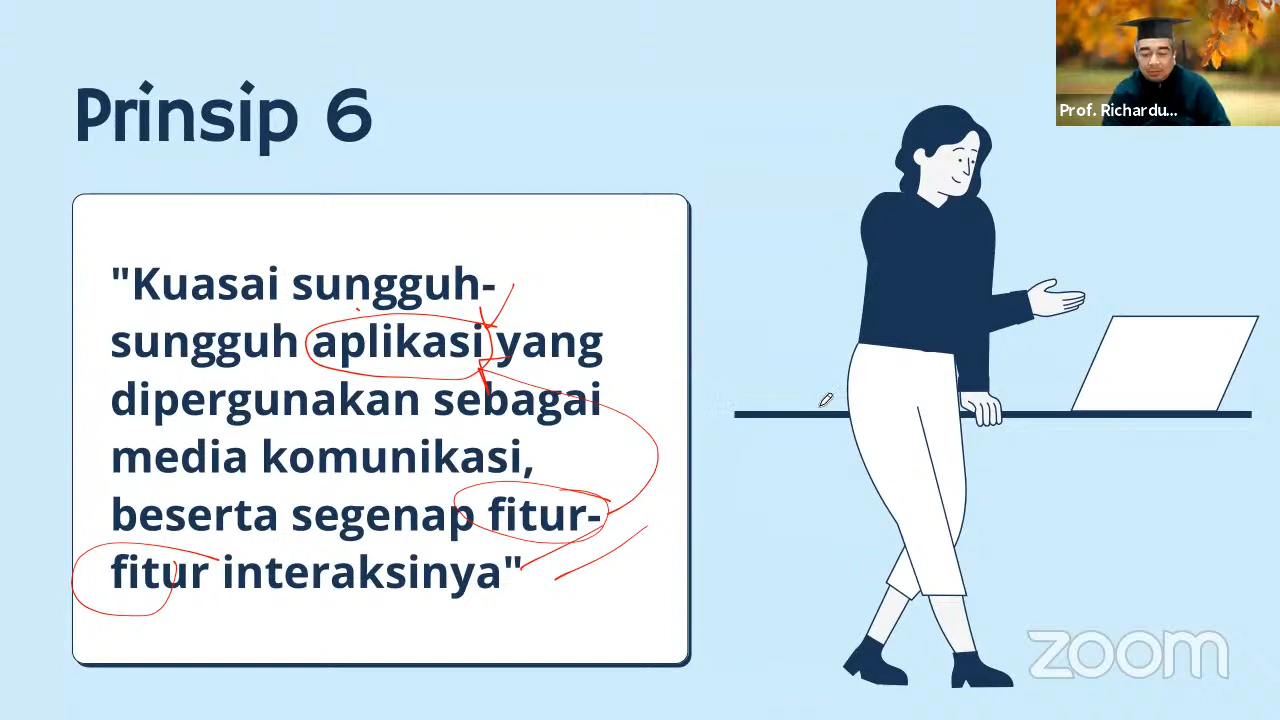 Prof. Richardu...
Prinsip 6
"Kuasai sungguh-
sungguh aplikasi yang
dipergunakan sebagai
media komunikasi,
beserta segenap fitur-
fitur interaksinya"
zoom